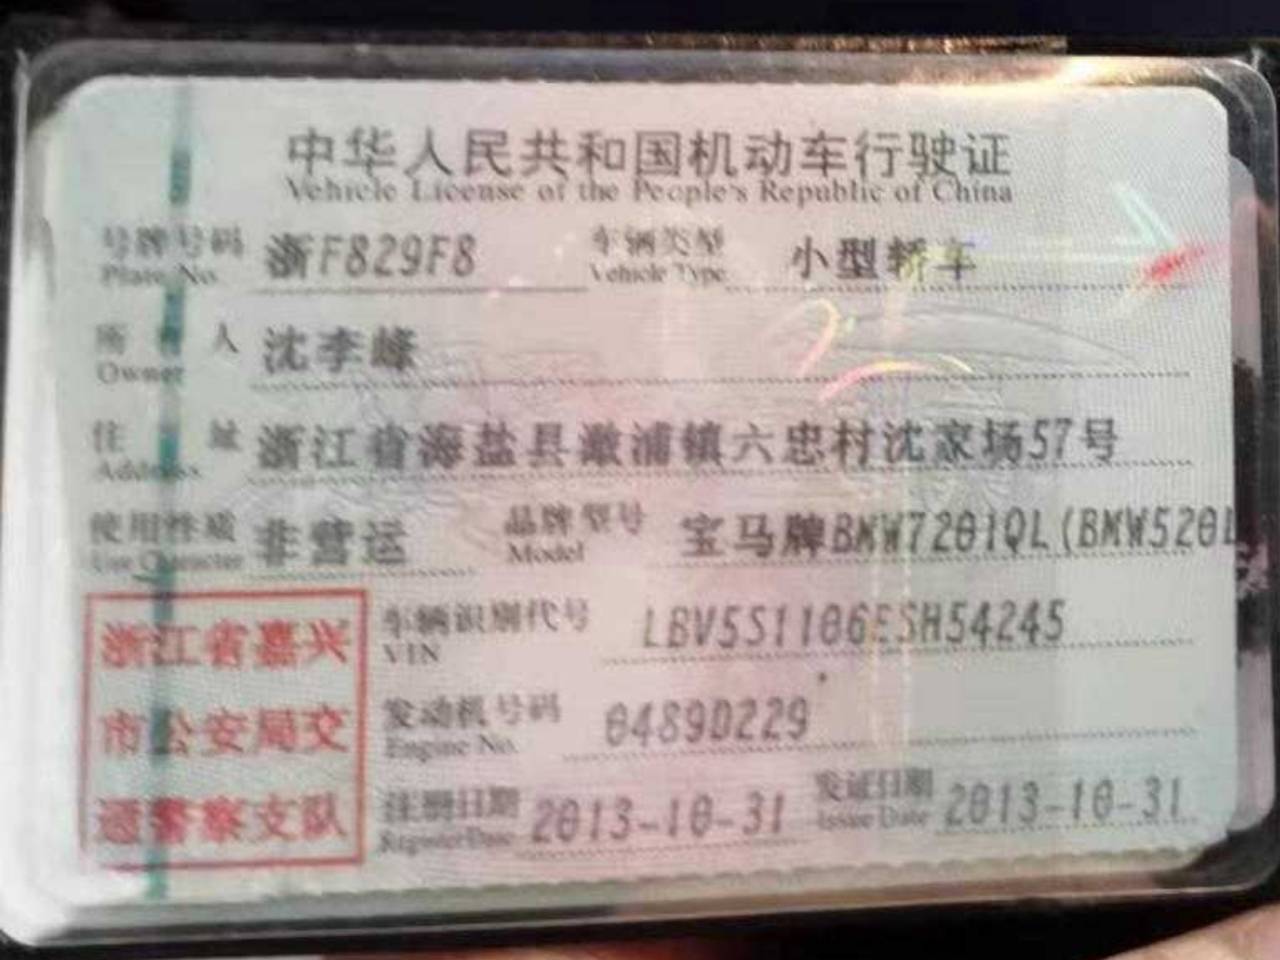 中华人民共和国机动车行驶证
Vehicle License of the People's Republic of China
号牌号码 浙F829F8 车辆类型 小型轿车
Plate No. Vehicle Type
所有人 沈李峰
Owner
住址 浙江省海盐县澉浦镇六忠村沈家场57号
Address
使用性质 非营运 品牌型号 宝马牌BMW7201QL(BMW520L
Use Character Model
浙江省嘉兴
市公安局交
通警察支队
车辆识别代号 LBV5S1106ESH54245
VIN
发动机号码 0489D229
Engine No.
注册日期 2013-10-31 发证日期 2013-10-31
Register Date Issue Date